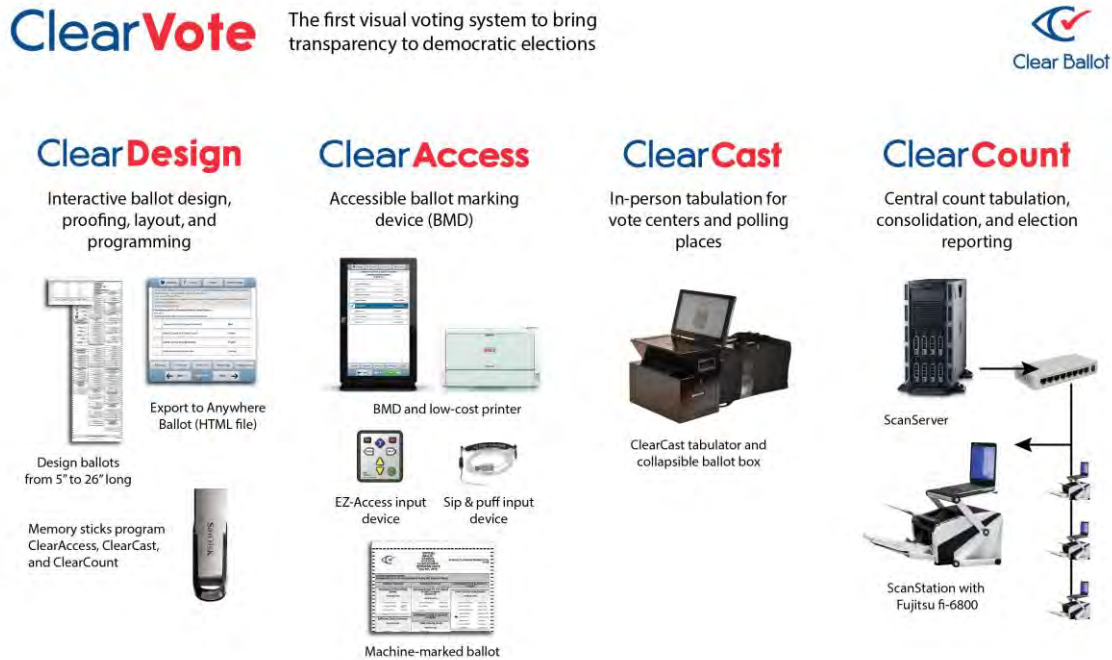 ClearVote
The first visual voting system to bring
transparency to democratic elections
Clear Ballot
ClearDesign
Interactive ballot design,
proofing, layout, and
programming
Export to Anywhere
Ballot (HTML file)
Design ballots
from 5" to 26" long
Memory sticks program
ClearAccess, ClearCast,
and ClearCount
SanDisk
ClearAccess
Accessible ballot marking
device (BMD)
BMD and low-cost printer
EZ-Access input
device
Sip & puff input
device
Machine-marked ballot
ClearCast
In-person tabulation for
vote centers and polling
places
ClearCast tabulator and
collapsible ballot box
ClearCount
Central count tabulation,
consolidation, and election
reporting
ScanServer
ScanStation with
Fujitsu fi-6800